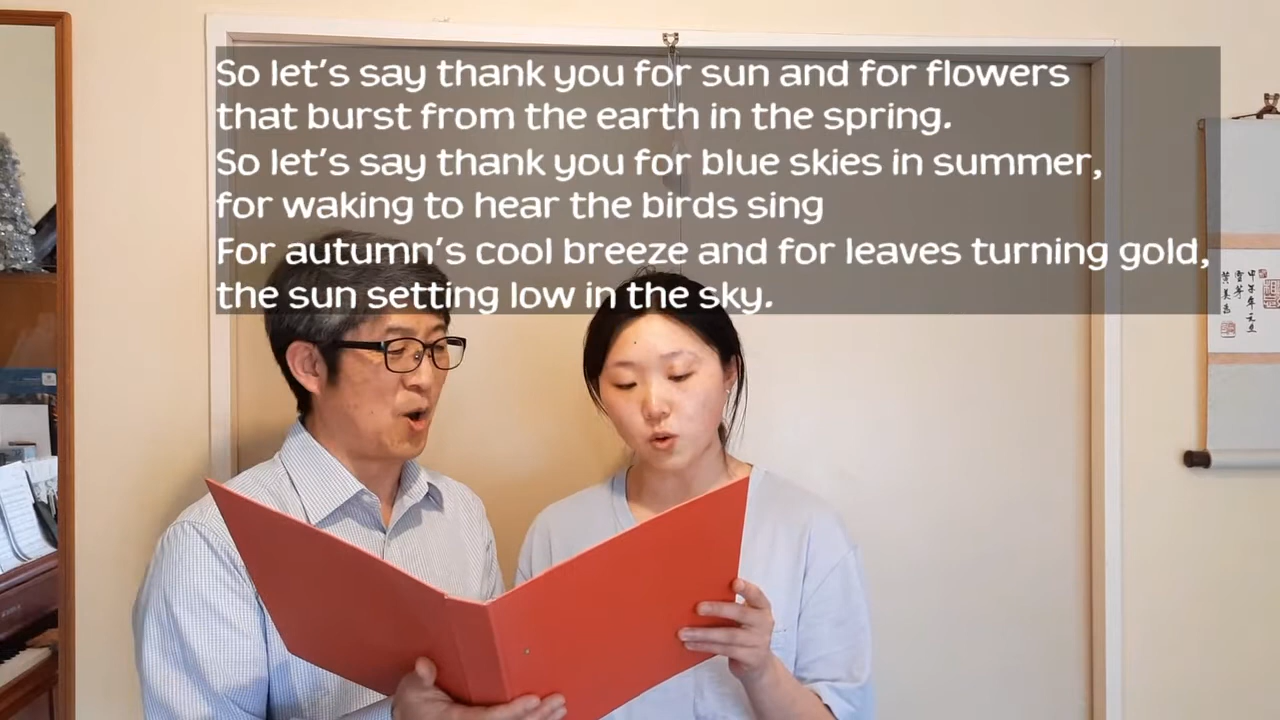 So let's say thank you for sun and for flowers
that burst from the earth in the spring.
So let's say thank you for blue skies in summer,
for waking to hear the birds sing
For autumn's cool breeze and for leaves turning gold,
the sun setting low in the sky.